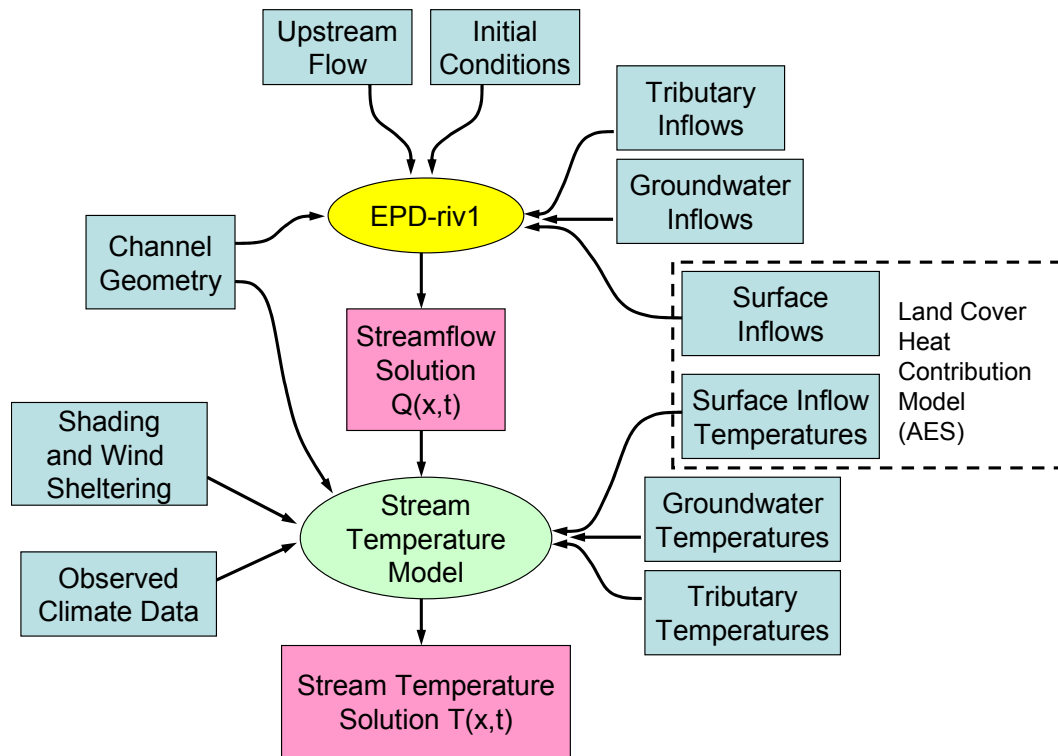 Upstream
Flow
Initial
Conditions
Tributary
Inflows
Groundwater
Inflows
EPD-riv1
Channel
Geometry
Surface
Inflows
Land Cover
Heat
Contribution
Model
(AES)
Streamflow
Solution
Q(x,t)
Surface Inflow
Temperatures
Shading
and Wind
Sheltering
Stream
Temperature
Model
Groundwater
Temperatures
Observed
Climate Data
Tributary
Temperatures
Stream Temperature
Solution T(x,t)